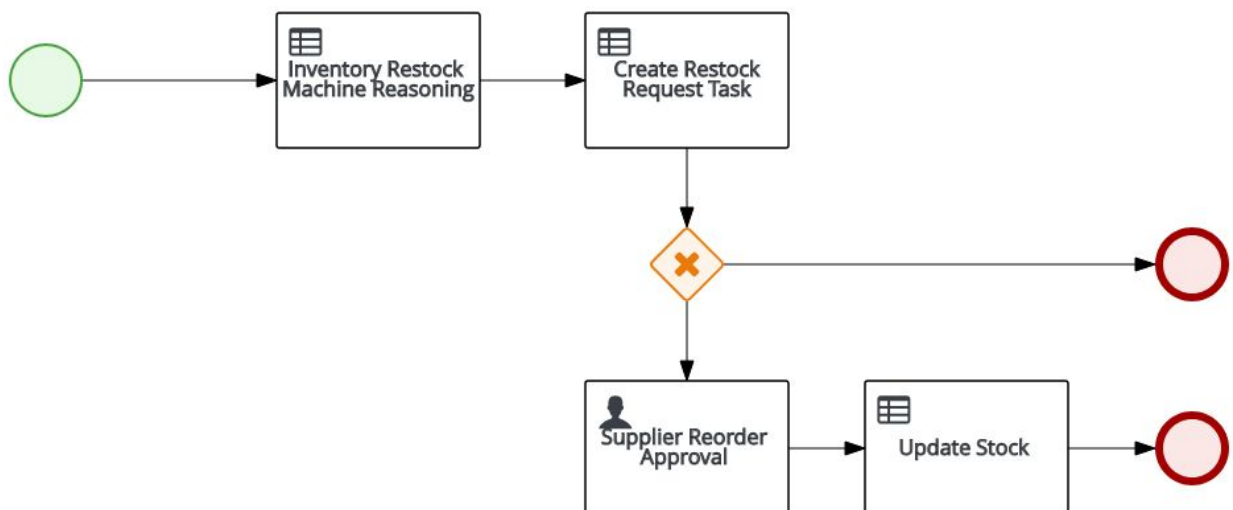 Inventory Restock
Machine Reasoning
Create Restock
Request Task
Supplier Reorder
Approval
Update Stock